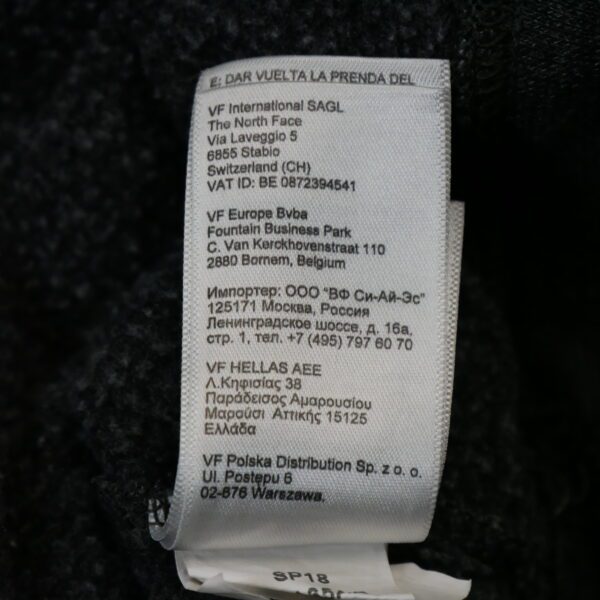 E: DAR VUELTA LA PRENDA DEL
VF International SAGL
The North Face
Via Laveggio 5
6855 Stabio
Switzerland (CH)
VAT ID: BE 0872394541
VF Europe Bvba
Fountain Business Park
C. Van Kerckhovenstraat 110
2880 Bornem, Belgium
Импортер: ООО "ВФ Си-Ай-Эс"
125171 Москва, Россия
Ленинградское шоссе, д. 16а,
стр. 1, тел. +7 (495) 797 60 70
VF HELLAS AEE
Λ.Κηφισίας 38
Παράδεισος Αμαρουσίου
Μαρούσι Αττικής 15125
Ελλάδα
VF Polska Distribution Sp. z o. o.
Ul. Postępu 6
02-676 Warszawa.
SP18